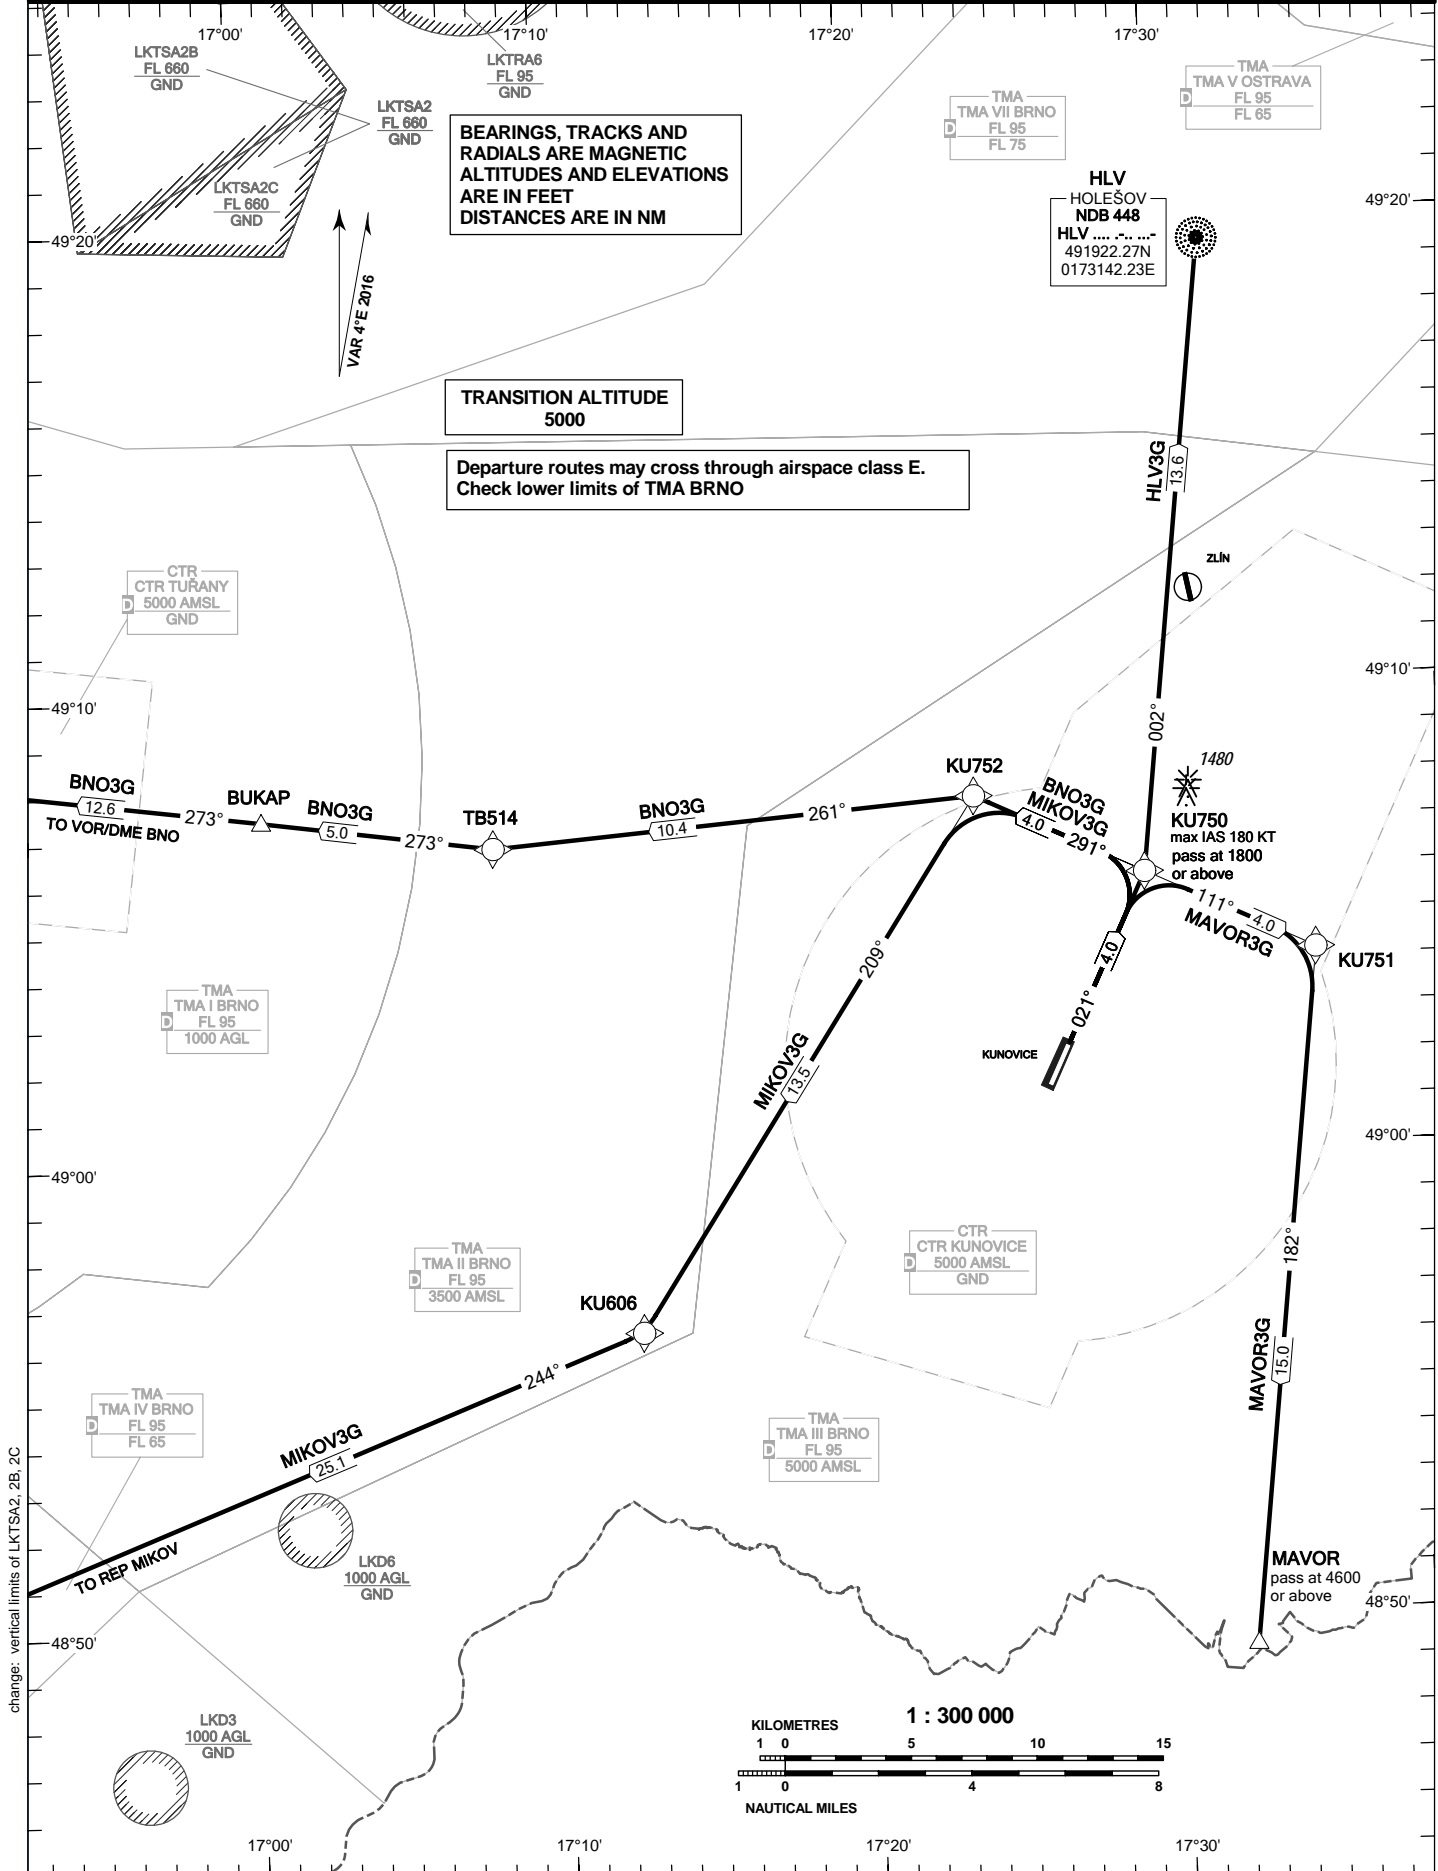 17°00'
17°10'
17°20'
17°30'
LKTSA2B
FL 660
GND
LKTRA6
FL 95
GND
LKTSA2
FL 660
GND
LKTSA2C
FL 660
GND
BEARINGS, TRACKS AND
RADIALS ARE MAGNETIC
ALTITUDES AND ELEVATIONS
ARE IN FEET
DISTANCES ARE IN NM
TMA
TMA VII BRNO
D
FL 95
FL 75
TMA
TMA V OSTRAVA
D
FL 95
FL 65
HLV
HOLEŠOV
NDB 448
HLV .... .-.. ...-
491922.27N
0173142.23E
49°20'
49°20'
VAR 4°E 2016
TRANSITION ALTITUDE
5000
Departure routes may cross through airspace class E.
Check lower limits of TMA BRNO
HLV3G
13.6
ZLÍN
CTR
CTR TUŘANY
D
5000 AMSL
GND
49°10'
49°10'
002°
1480
KU750
max IAS 180 KT
pass at 1800
or above
BNO3G
12.6
TO VOR/DME BNO
273°
BUKAP
BNO3G
5.0
273°
TB514
BNO3G
10.4
261°
KU752
BNO3G
MIKOV3G
4.0
291°
111°
4.0
MAVOR3G
KU751
4.0
021°
KUNOVICE
209°
MIKOV3G
13.5
TMA
TMA I BRNO
D
FL 95
1000 AGL
49°00'
49°00'
TMA
TMA II BRNO
D
FL 95
3500 AMSL
CTR
CTR KUNOVICE
D
5000 AMSL
GND
182°
MAVOR3G
15.0
KU606
244°
MIKOV3G
25.1
TO REP MIKOV
TMA
TMA IV BRNO
D
FL 95
FL 65
TMA
TMA III BRNO
D
FL 95
5000 AMSL
LKD6
1000 AGL
GND
MAVOR
pass at 4600
or above
48°50'
48°50'
LKD3
1000 AGL
GND
change: vertical limits of LKTSA2, 2B, 2C
1 : 300 000
KILOMETRES
1 0 5 10 15
1 0 4 8
NAUTICAL MILES
17°00'
17°10'
17°20'
17°30'